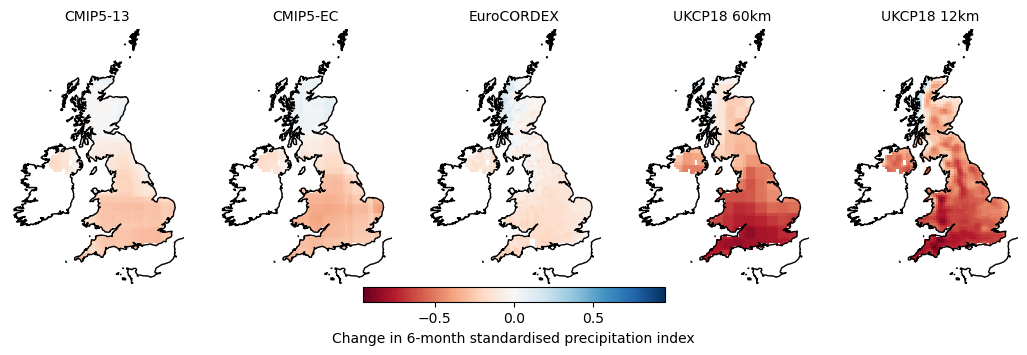 CMIP5-13
CMIP5-EC
EuroCORDEX
UKCP18 60km
UKCP18 12km
−0.5
0.0
0.5
Change in 6-month standardised precipitation index